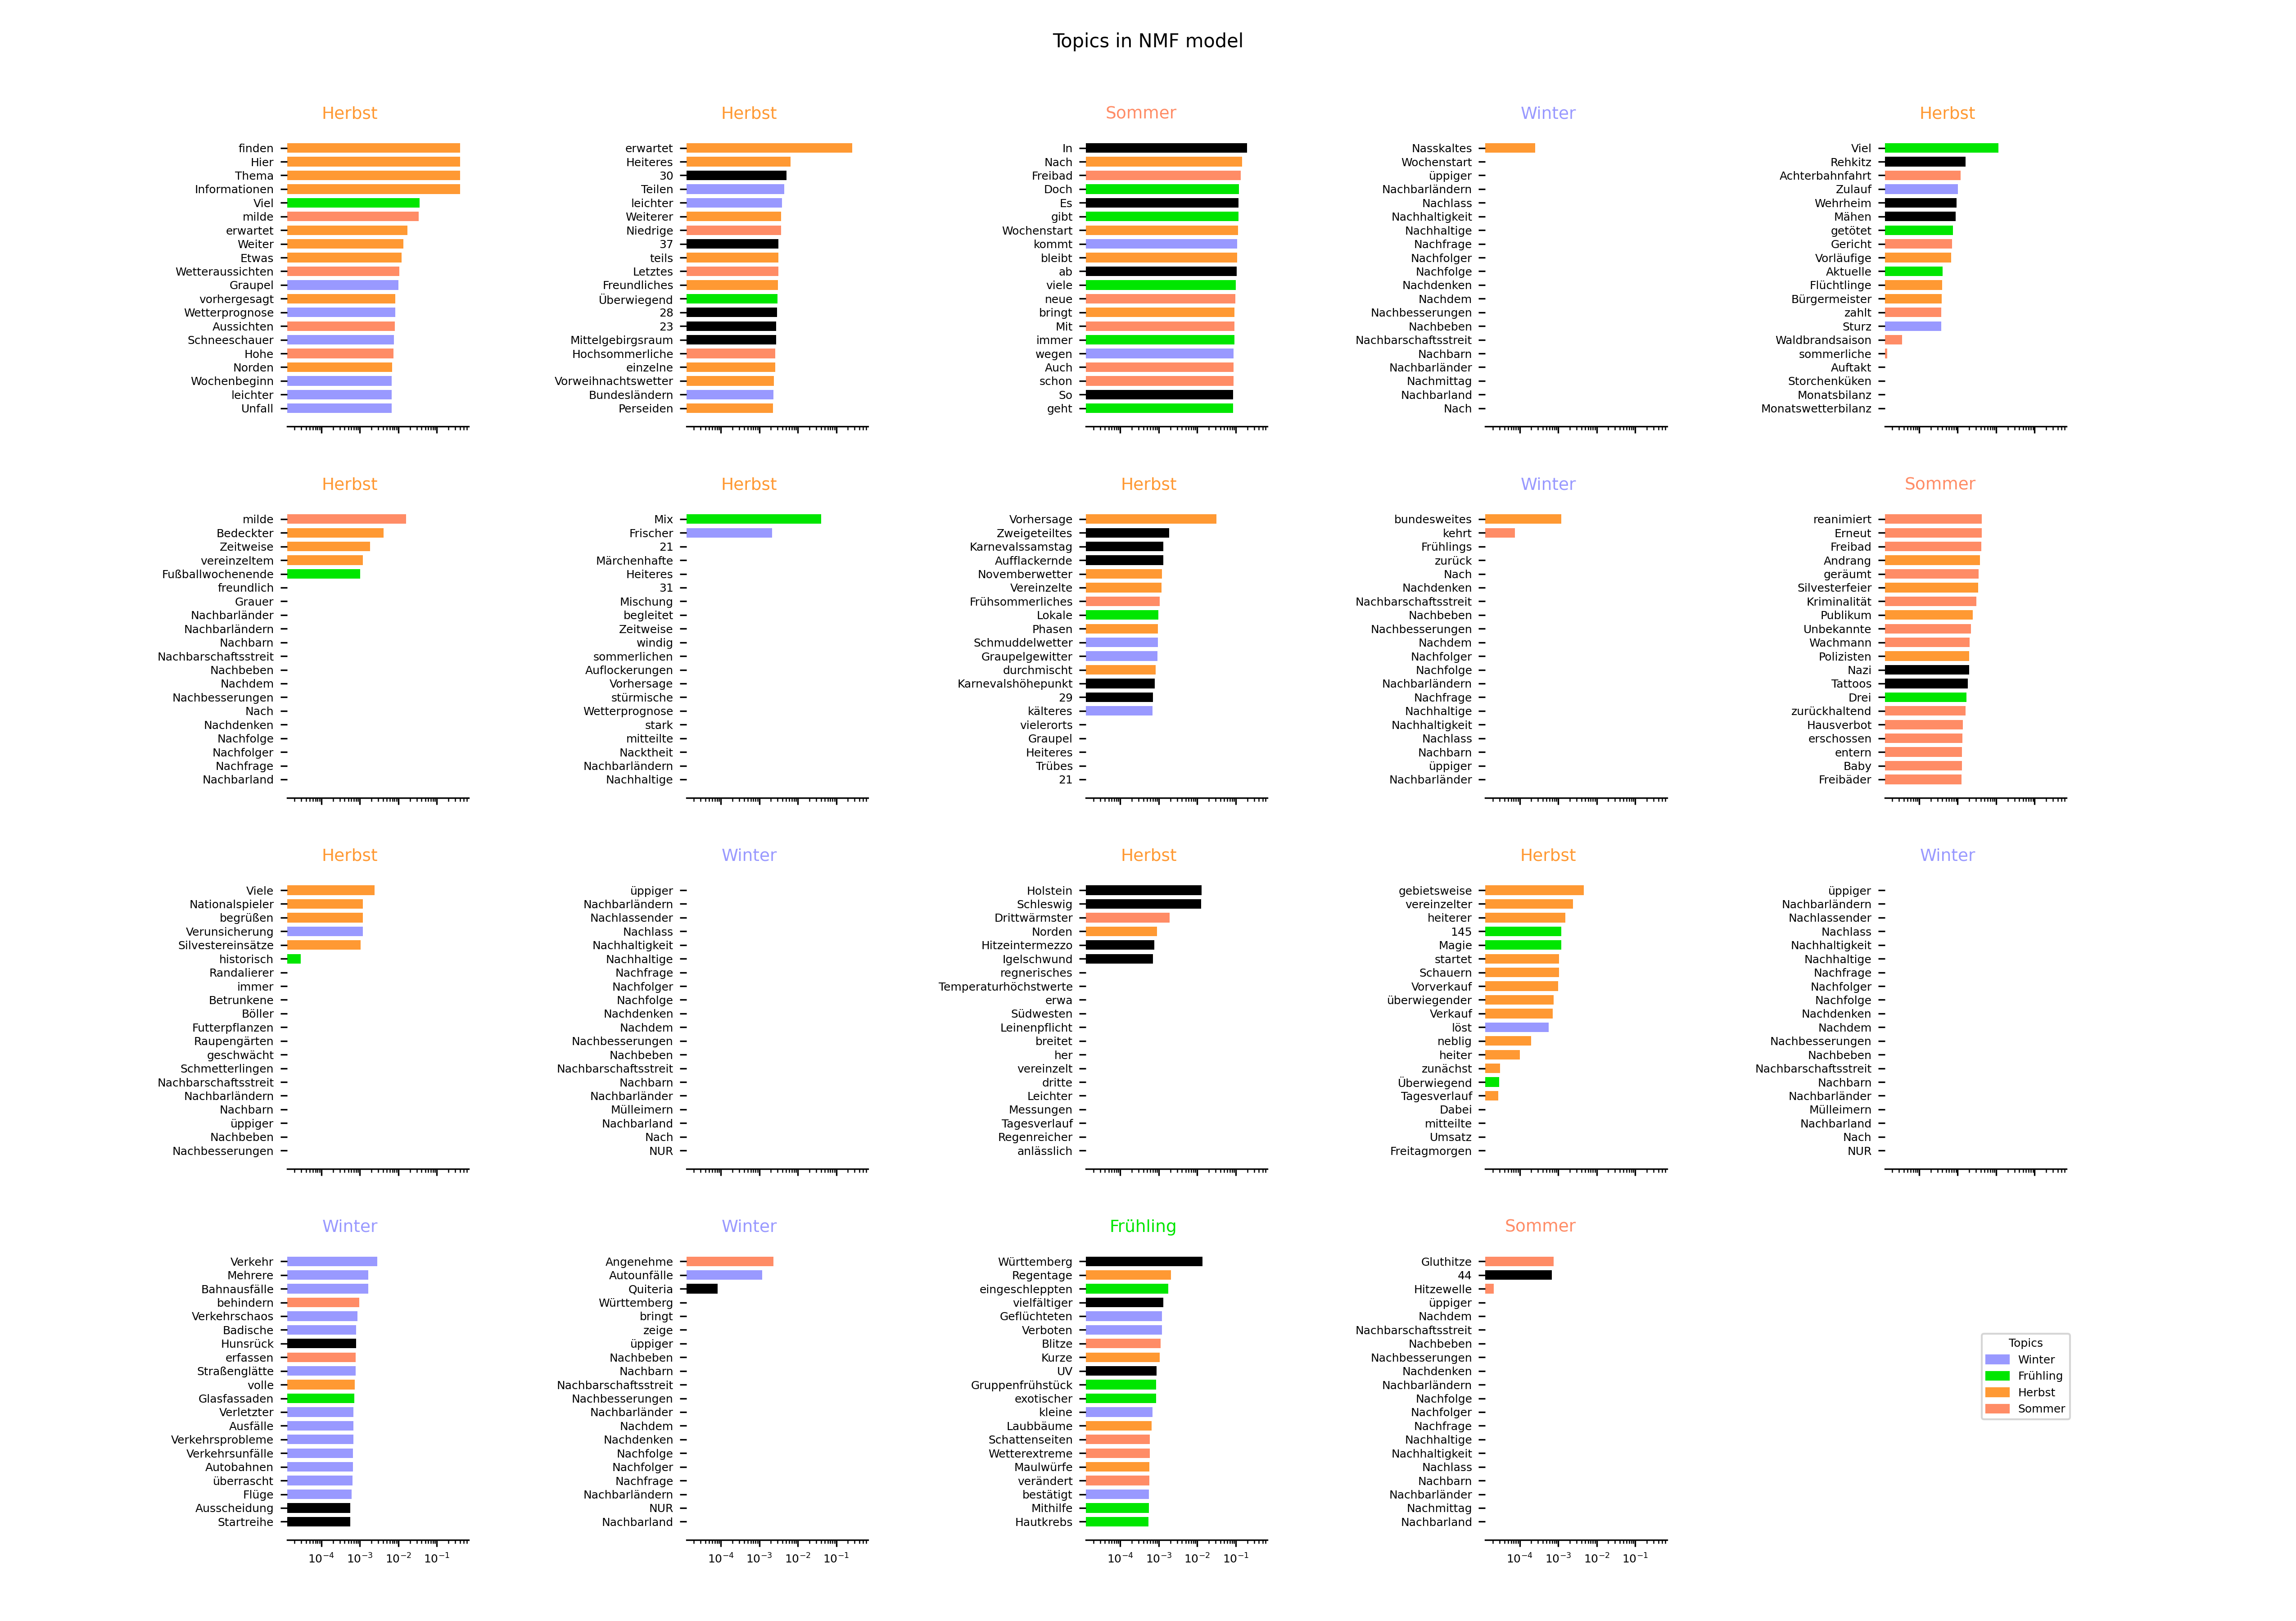 Topics in NMF model
Herbst
finden
Hier
Thema
Informationen
Viel
milde
erwartet
Weiter
Etwas
Wetteraussichten
Graupel
vorhergesagt
Wetterprognose
Aussichten
Schneeschauer
Hohe
Norden
Wochenbeginn
leichter
Unfall
Herbst
erwartet
Heiteres
30
Teilen
leichter
Weiterer
Niedrige
37
teils
Letztes
Freundliches
Überwiegend
28
23
Mittelgebirgsraum
Hochsommerliche
einzelne
Vorweihnachtswetter
Bundesländern
Perseiden
Sommer
In
Nach
Freibad
Doch
Es
gibt
Wochenstart
kommt
bleibt
ab
viele
neue
bringt
Mit
immer
wegen
Auch
schon
So
geht
Winter
Nasskaltes
Wochenstart
üppiger
Nachbarländern
Nachlass
Nachhaltigkeit
Nachhaltige
Nachfrage
Nachfolger
Nachfolge
Nachdenken
Nachdem
Nachbesserungen
Nachbeben
Nachbarschaftsstreit
Nachbarn
Nachbarländer
Nachmittag
Nachbarland
Nach
Herbst
Viel
Rehkitz
Achterbahnfahrt
Zulauf
Wehrheim
Mähen
getötet
Gericht
Vorläufige
Aktuelle
Flüchtlinge
Bürgermeister
zahlt
Sturz
Waldbrandsaison
sommerliche
Auftakt
Storchenküken
Monatsbilanz
Monatswetterbilanz
Herbst
milde
Bedeckter
Zeitweise
vereinzeltem
Fußballwochenende
freundlich
Grauer
Nachbarländer
Nachbarländern
Nachbarn
Nachbarschaftsstreit
Nachbeben
Nachdem
Nachbesserungen
Nach
Nachdenken
Nachfolge
Nachfolger
Nachfrage
Nachbarland
Herbst
Mix
Frischer
21
Märchenhafte
Heiteres
31
Mischung
begleitet
Zeitweise
windig
sommerlichen
Auflockerungen
Vorhersage
stürmische
Wetterprognose
stark
mitteilte
Nacktheit
Nachbarländern
Nachhaltige
Herbst
Vorhersage
Zweigeteiltes
Karnevalssamstag
Aufflackernde
Novemberwetter
Vereinzelte
Frühsommerliches
Lokale
Phasen
Schmuddelwetter
Graupelgewitter
durchmischt
Karnevalshöhepunkt
29
kälteres
vielerorts
Graupel
Heiteres
Trübes
21
Winter
bundesweites
kehrt
Frühlings
zurück
Nach
Nachdenken
Nachbarschaftsstreit
Nachbeben
Nachbesserungen
Nachdem
Nachfolger
Nachfolge
Nachbarländern
Nachfrage
Nachhaltige
Nachhaltigkeit
Nachlass
Nachbarn
üppiger
Nachbarländer
Sommer
reanimiert
Erneut
Freibad
Andrang
geräumt
Silvesterfeier
Kriminalität
Publikum
Unbekannte
Wachmann
Polizisten
Nazi
Tattoos
Drei
zurückhaltend
Hausverbot
erschossen
entern
Baby
Freibäder
Herbst
Viele
Nationalspieler
begrüßen
Verunsicherung
Silvestereinsätze
historisch
Randalierer
immer
Betrunkene
Böller
Futterpflanzen
Raupengärten
geschwächt
Schmetterlingen
Nachbarschaftsstreit
Nachbarländern
Nachbarn
üppiger
Nachbeben
Nachbesserungen
Winter
üppiger
Nachbarländern
Nachlassender
Nachlass
Nachhaltigkeit
Nachhaltige
Nachfrage
Nachfolger
Nachfolge
Nachdenken
Nachdem
Nachbesserungen
Nachbeben
Nachbarschaftsstreit
Nachbarn
Nachbarländer
Mülleimern
Nachbarland
Nach
NUR
Herbst
Holstein
Schleswig
Drittwärmster
Norden
Hitzeintermezzo
Igelschwund
regnerisches
Temperaturhöchstwerte
erwa
Südwesten
Leinenpflicht
breitet
her
vereinzelt
dritte
Leichter
Messungen
Tagesverlauf
Regenreicher
anlässlich
Herbst
gebietsweise
vereinzelter
heiterer
145
Magie
startet
Schauern
Vorverkauf
überwiegender
Verkauf
löst
neblig
heiter
zunächst
Überwiegend
Tagesverlauf
Dabei
mitteilte
Umsatz
Freitagmorgen
Winter
üppiger
Nachbarländern
Nachlassender
Nachlass
Nachhaltigkeit
Nachhaltige
Nachfrage
Nachfolger
Nachfolge
Nachdenken
Nachdem
Nachbesserungen
Nachbeben
Nachbarschaftsstreit
Nachbarn
Nachbarländer
Mülleimern
Nachbarland
Nach
NUR
Winter
Verkehr
Mehrere
Bahnausfälle
behindern
Verkehrschaos
Badische
Hunsrück
erfassen
Straßenglätte
volle
Glasfassaden
Verletzter
Ausfälle
Verkehrsprobleme
Verkehrsunfälle
Autobahnen
überrascht
Flüge
Ausscheidung
Startreihe
10⁻⁴ 10⁻³ 10⁻² 10⁻¹
Winter
Angenehme
Autounfälle
Quiteria
Württemberg
bringt
zeige
üppiger
Nachbeben
Nachbarn
Nachbarschaftsstreit
Nachbesserungen
Nachbarländer
Nachdem
Nachdenken
Nachfolge
Nachfolger
Nachfrage
Nachbarländern
NUR
Nachbarland
10⁻⁴ 10⁻³ 10⁻² 10⁻¹
Frühling
Württemberg
Regentage
eingeschleppten
vielfältiger
Geflüchteten
Verboten
Blitze
Kurze
UV
Gruppenfrühstück
exotischer
kleine
Laubbäume
Schattenseiten
Wetterextreme
Maulwürfe
verändert
bestätigt
Mithilfe
Hautkrebs
10⁻⁴ 10⁻³ 10⁻² 10⁻¹
Sommer
Gluthitze
44
Hitzewelle
üppiger
Nachdem
Nachbarschaftsstreit
Nachbeben
Nachbesserungen
Nachdenken
Nachbarländern
Nachfolge
Nachfolger
Nachfrage
Nachhaltige
Nachhaltigkeit
Nachlass
Nachbarn
Nachbarländer
Nachmittag
Nachbarland
10⁻⁴ 10⁻³ 10⁻² 10⁻¹
Topics
Winter
Frühling
Herbst
Sommer